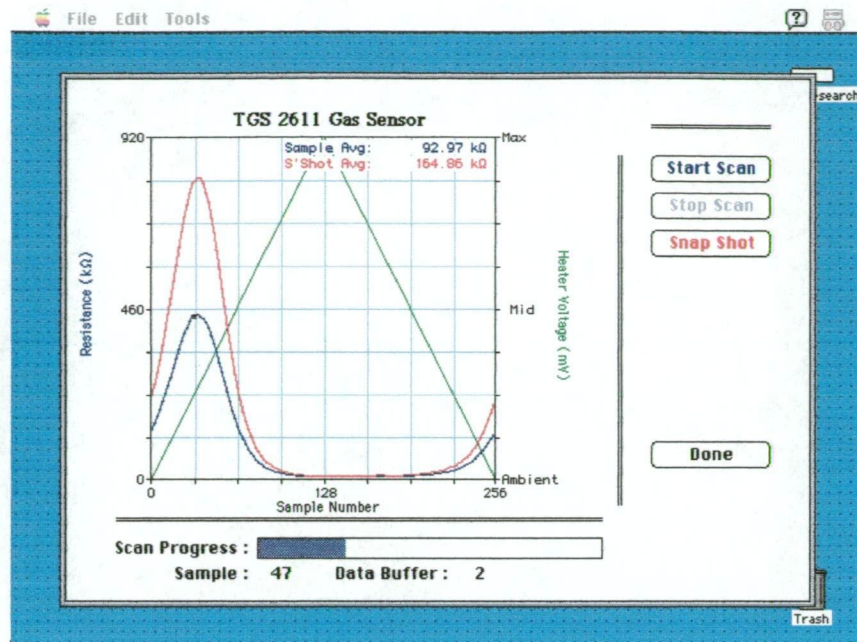 File Edit Tools
esearch
TGS 2611 Gas Sensor
920
Max
Sample Avg: 92.97 kΩ
S'Shot Avg: 164.86 kΩ
Start Scan
Stop Scan
Snap Shot
Resistance (kΩ)
460
Mid
Heater Voltage (mV)
Done
0
Ambient
0 128 256
Sample Number
Scan Progress :
Sample : 47 Data Buffer : 2
Trash